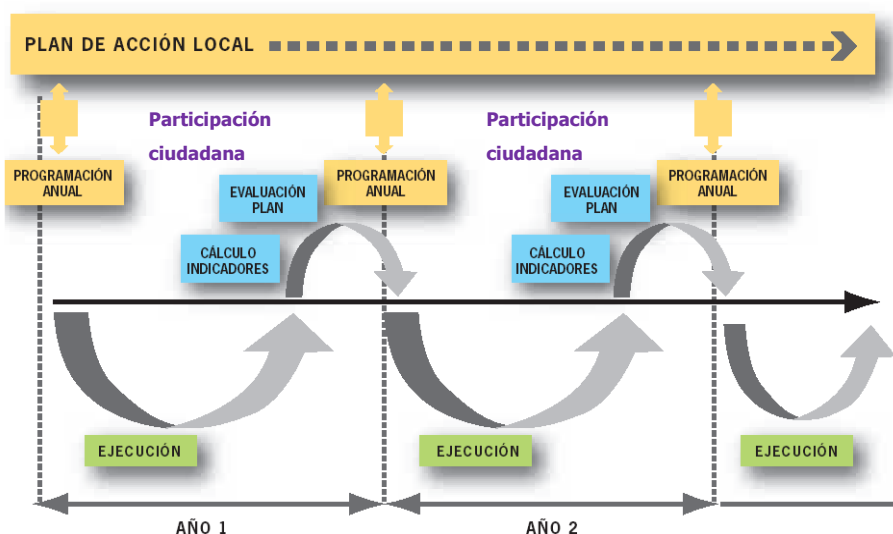 PLAN DE ACCIÓN LOCAL
Participación
ciudadana
Participación
ciudadana
PROGRAMACIÓN
ANUAL
EVALUACIÓN
PLAN
PROGRAMACIÓN
ANUAL
EVALUACIÓN
PLAN
PROGRAMACIÓN
ANUAL
CÁLCULO
INDICADORES
CÁLCULO
INDICADORES
EJECUCIÓN
EJECUCIÓN
EJECUCIÓN
AÑO 1
AÑO 2